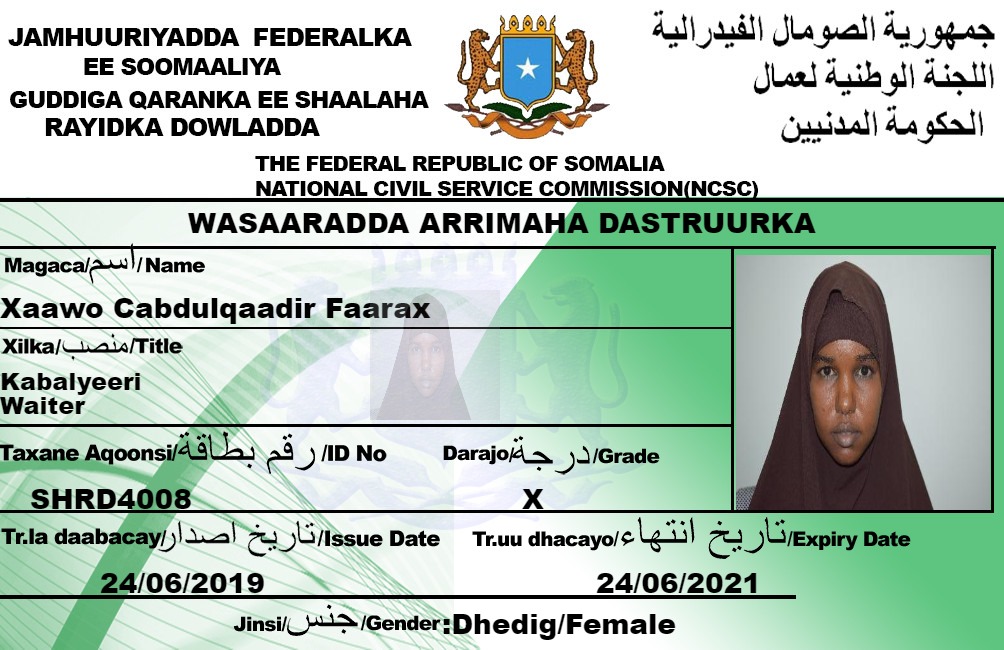 JAMHUURIYADDA FEDERALKA
EE SOOMAALIYA
GUDDIGA QARANKA EE SHAALAHA
RAYIDKA DOWLADDA
جمهورية الصومال الفيدرالية
اللجنة الوطنية لعمال
الحكومة المدنيين
THE FEDERAL REPUBLIC OF SOMALIA
NATIONAL CIVIL SERVICE COMMISSION(NCSC)
WASAARADDA ARRIMAHA DASTRUURKA
Magaca/اسم/Name
Xaawo Cabdulqaadir Faarax
Xilka/منصب/Title
Kabalyeeri
Waiter
Taxane Aqoonsi/رقم بطاقة/ID No
Darajo/درجة/Grade
SHRD4008
X
Tr.la daabacay/تاريخ اصدار/Issue Date
Tr.uu dhacayo/تاريخ انتهاء/Expiry Date
24/06/2019
24/06/2021
Jinsi/جنس/Gender:Dhedig/Female